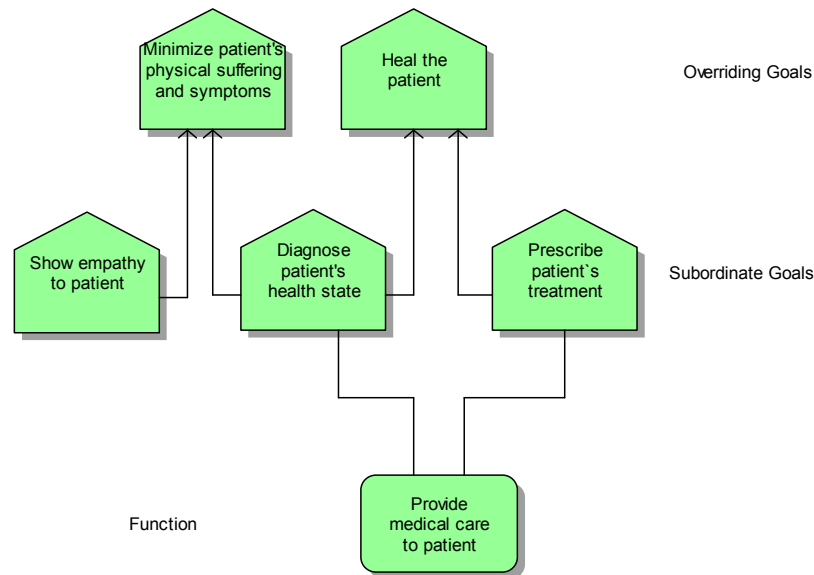 Minimize patient's
physical suffering
and symptoms
Heal the
patient
Overriding Goals
Show empathy
to patient
Diagnose
patient's
health state
Prescribe
patient`s
treatment
Subordinate Goals
Function
Provide
medical care
to patient